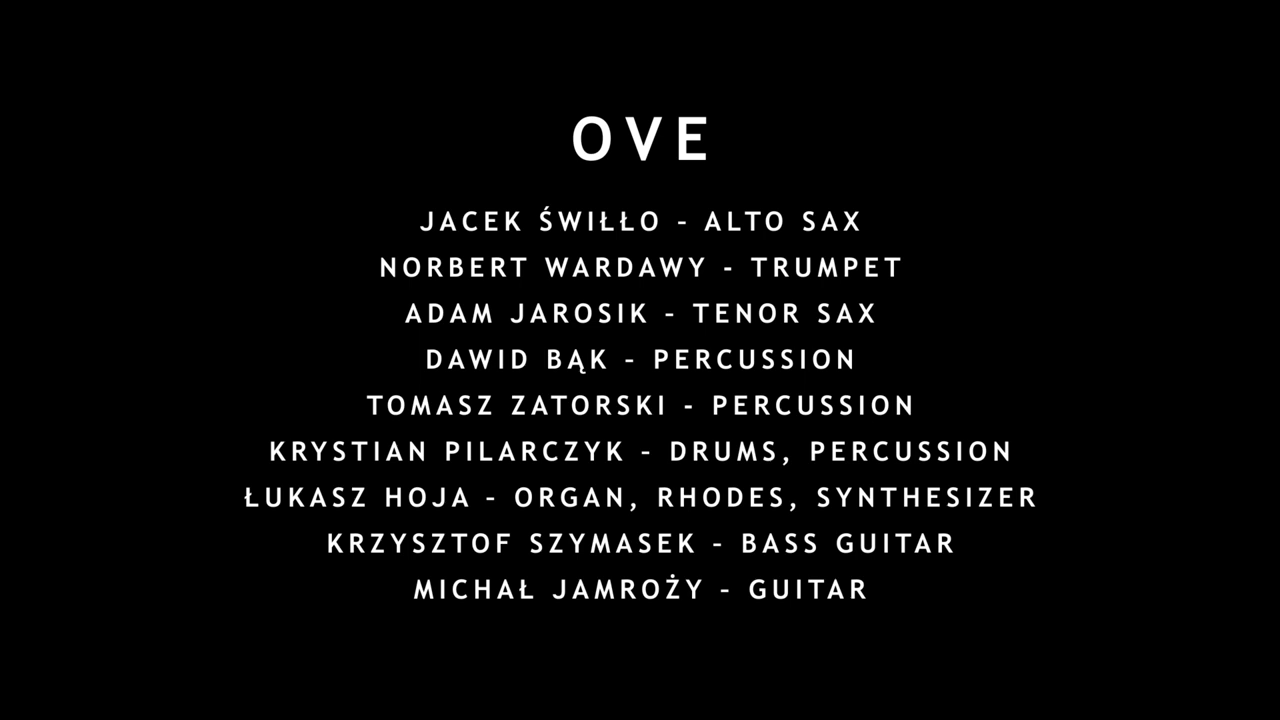 OVE
JACEK ŚWIŁŁO - ALTO SAX
NORBERT WARDAWY - TRUMPET
ADAM JAROSIK - TENOR SAX
DAWID BĄK - PERCUSSION
TOMASZ ZATORSKI - PERCUSSION
KRYSTIAN PILARCZYK - DRUMS, PERCUSSION
ŁUKASZ HOJA - ORGAN, RHODES, SYNTHESIZER
KRZYSZTOF SZYMASEK - BASS GUITAR
MICHAŁ JAMROŻY - GUITAR